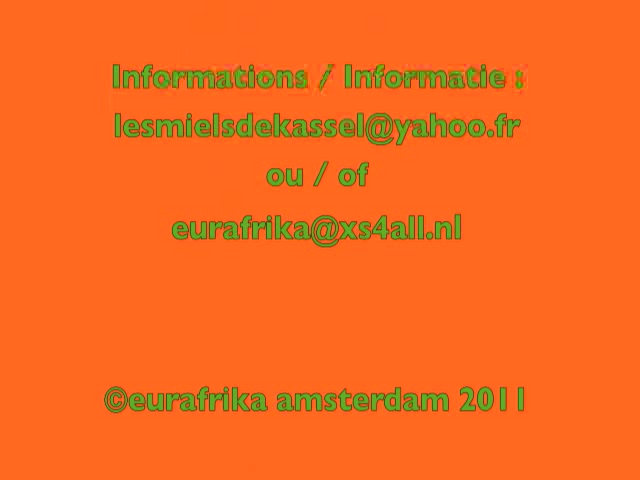 Informations / Informatie :
lesmielsdekassel@yahoo.fr
ou / of
eurafrika@xs4all.nl
©eurafrika amsterdam 2011